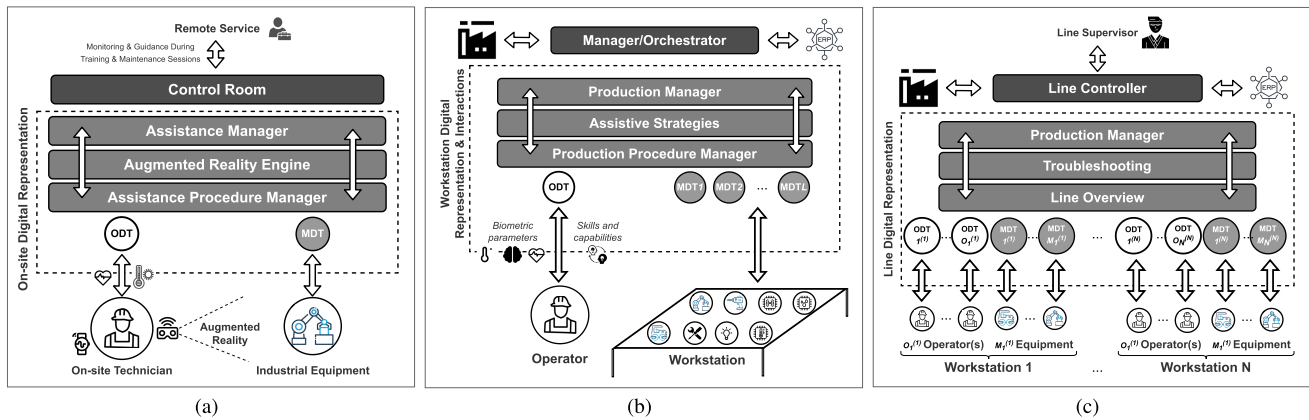 Remote Service
Monitoring & Guidance During
Training & Maintenance Sessions
Control Room
On-site Digital Representation
Assistance Manager
Augmented Reality Engine
Assistance Procedure Manager
ODT
MDT
Augmented
Reality
On-site Technician
Industrial Equipment
(a)
Manager/Orchestrator
ERP
Workstation Digital
Representation & Interactions
Production Manager
Assistive Strategies
Production Procedure Manager
ODT
MDT1
MDT2
...
MDTL
Biometric
parameters
Skills and
capabilities
Operator
Workstation
(b)
Line Supervisor
Line Controller
ERP
Line Digital Representation
Production Manager
Troubleshooting
Line Overview
ODT 1(1) ... ODT O1(1) MDT 1(1) ... MDT M1(1) ... ODT 1(N) ... ODT ON(N) MDT 1(N) ... MDT MN(N)
... ... ... ...
O1(1) Operator(s) M1(1) Equipment O1(1) Operator(s) M1(1) Equipment
Workstation 1 ... Workstation N
(c)